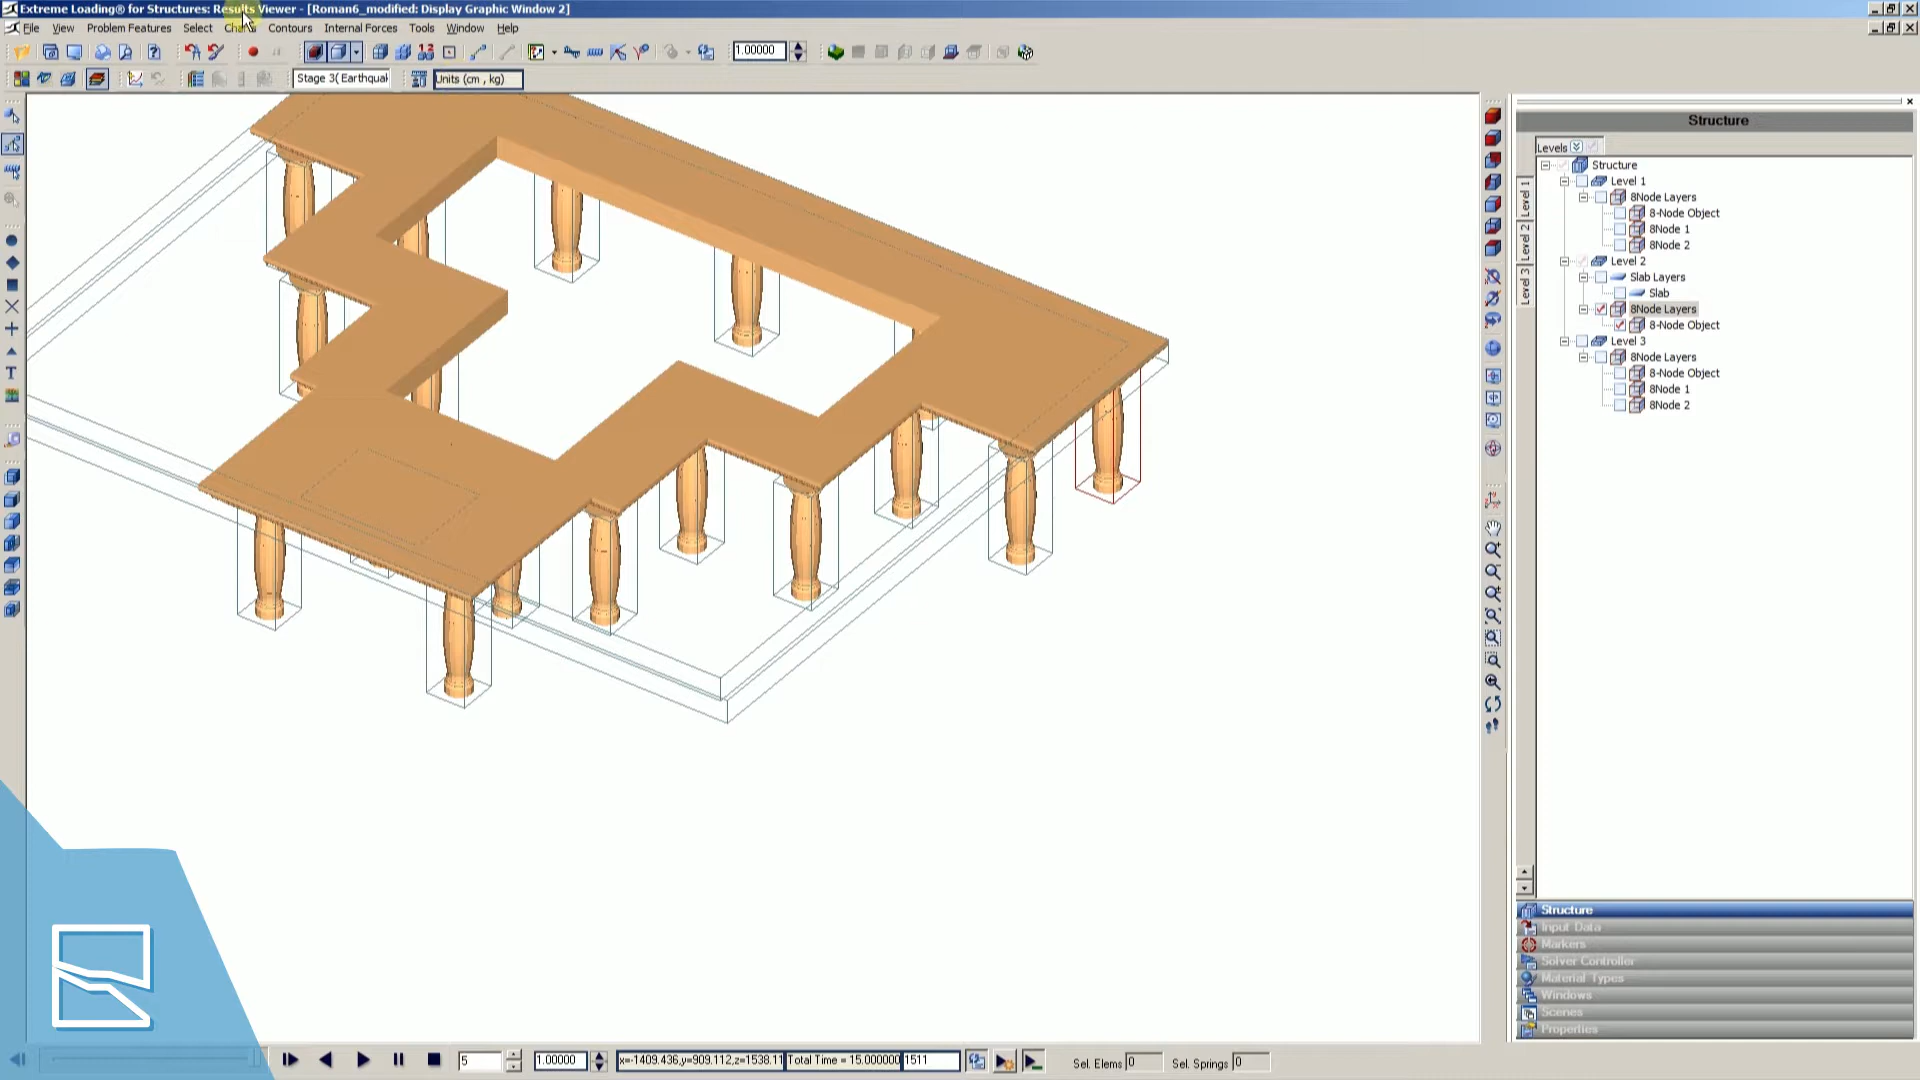 Extreme Loading® for Structures: Results Viewer - [Roman6_modified: Display Graphic Window 2]
File View Problem Features Select Contours Internal Forces Tools Window Help
1.00000
Stage 3( Earthqual Units (cm , kg)
Structure
Levels
Structure
Level 1
8Node Layers
8-Node Object
8Node 1
8Node 2
Level 2
Slab Layers
Slab
8Node Layers
8-Node Object
Level 3
8Node Layers
8-Node Object
8Node 1
8Node 2
Level 1
Level 2
Level 3
T
Structure
Input Data
Markers
Solver Controller
Material Types
Windows
Scenes
Properties
5 1.00000 x=-1409.436,y=909.112,z=1538.11 Total Time = 15.000000 1511 Sel. Elems 0 Sel. Springs 0